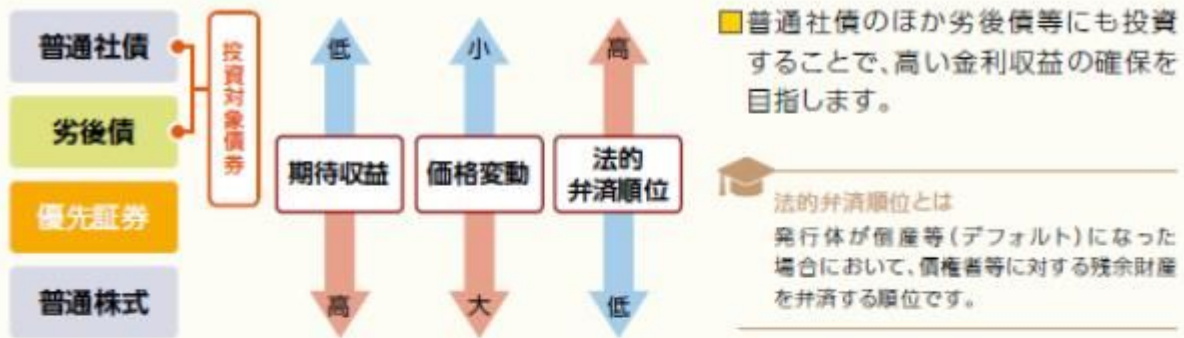 普通社債
劣後債
優先証券
普通株式
投資対象債券
低
期待収益
高
小
価格変動
大
高
法的
弁済順位
低
普通社債のほか劣後債等にも投資
することで、高い金利収益の確保を
目指します。
法的弁済順位とは
発行体が倒産等(デフォルト)になった
場合において、債権者等に対する残余財産
を弁済する順位です。